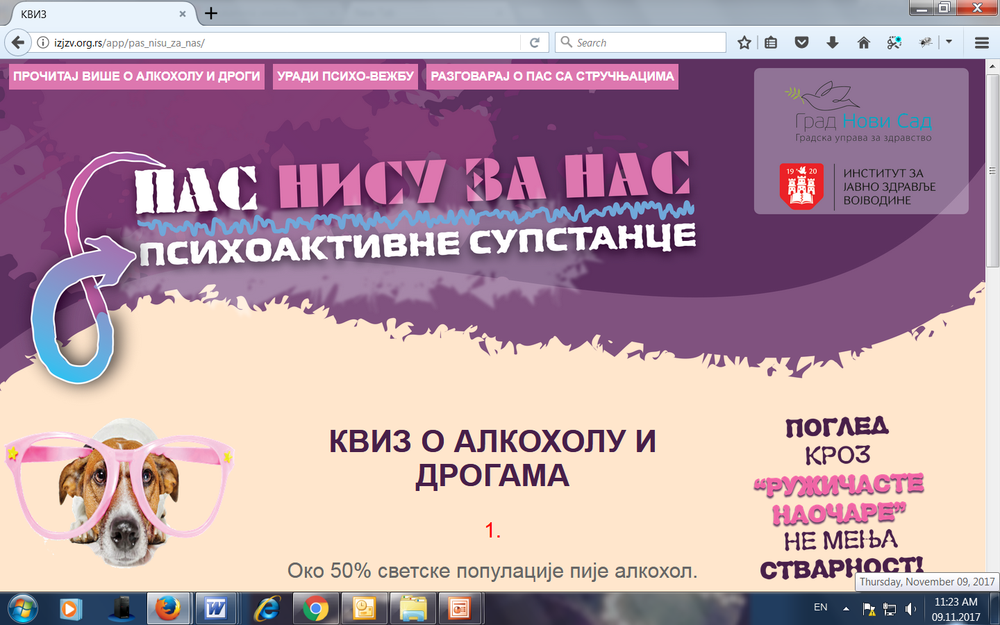 КВИЗ
izjzv.org.rs/app/pas_nisu_za_nas/
Search
ПРОЧИТАЈ ВИШЕ О АЛКОХОЛУ И ДРОГИ
УРАДИ ПСИХО-ВЕЖБУ
РАЗГОВАРАЈ О ПАС СА СТРУЧЊАЦИМА
Град Нови Сад
Градска управа за здравство
19 20
ИНСТИТУТ ЗА
ЈАВНО ЗДРАВЉЕ
ВОЈВОДИНЕ
ПАС НИСУ ЗА НАС
ПСИХОАКТИВНЕ СУПСТАНЦЕ
КВИЗ О АЛКОХОЛУ И
ДРОГАМА
1.
Око 50% светске популације пије алкохол.
ПОГЛЕД
КРОЗ
“РУЖИЧАСТЕ
НАОЧАРЕ”
НЕ МЕЊА
СТВАРНОСТ!
Thursday, November 09, 2017
EN
11:23 AM
09.11.2017